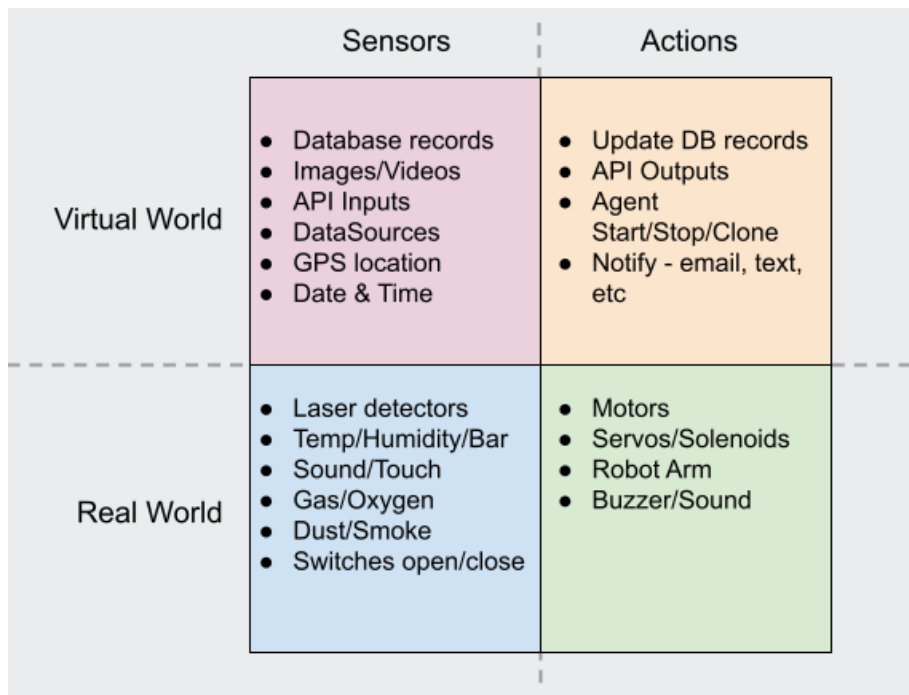 Sensors
Actions
Virtual World
● Database records
● Images/Videos
● API Inputs
● DataSources
● GPS location
● Date & Time
● Update DB records
● API Outputs
● Agent
Start/Stop/Clone
● Notify - email, text,
etc
Real World
● Laser detectors
● Temp/Humidity/Bar
● Sound/Touch
● Gas/Oxygen
● Dust/Smoke
● Switches open/close
● Motors
● Servos/Solenoids
● Robot Arm
● Buzzer/Sound